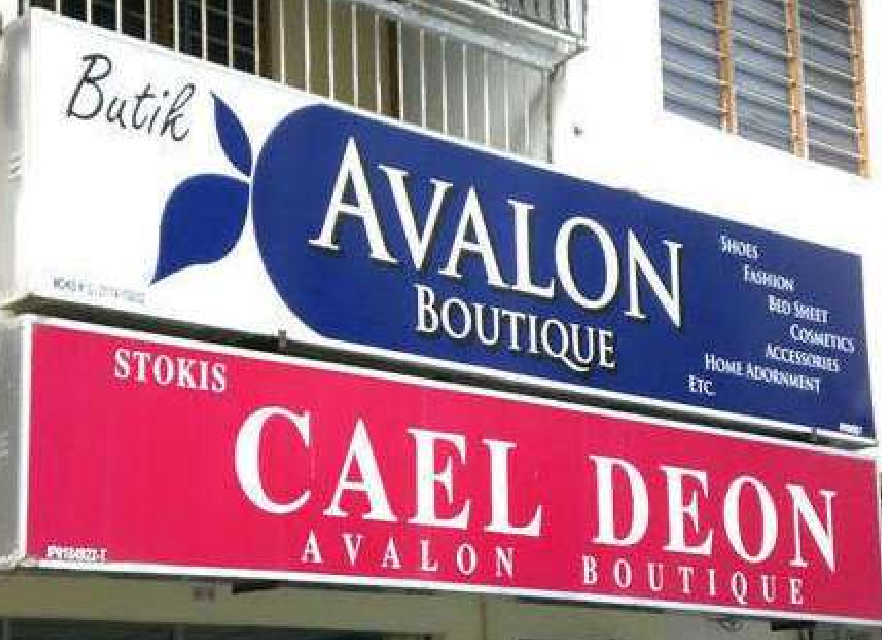 Butik
AVALON
BOUTIQUE
SHOES
FASHION
BED SHEET
COSMETICS
ACCESSORIES
HOME ADORNMENT
ETC.
STOKIS
CAEL DEON
AVALON BOUTIQUE